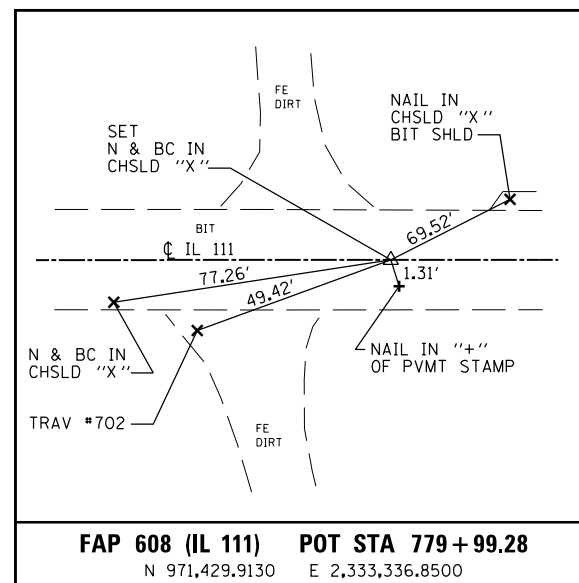 FE
DIRT
NAIL IN
CHSLD "X"
BIT SHLD
SET
N & BC IN
CHSLD "X"
BIT
℄ IL 111
69.52'
77.26'
49.42'
1.31'
N & BC IN
CHSLD "X"
NAIL IN "+"
OF PVMT STAMP
TRAV #702
FE
DIRT
FAP 608 (IL 111) POT STA 779+99.28
N 971,429.9130 E 2,333,336.8500